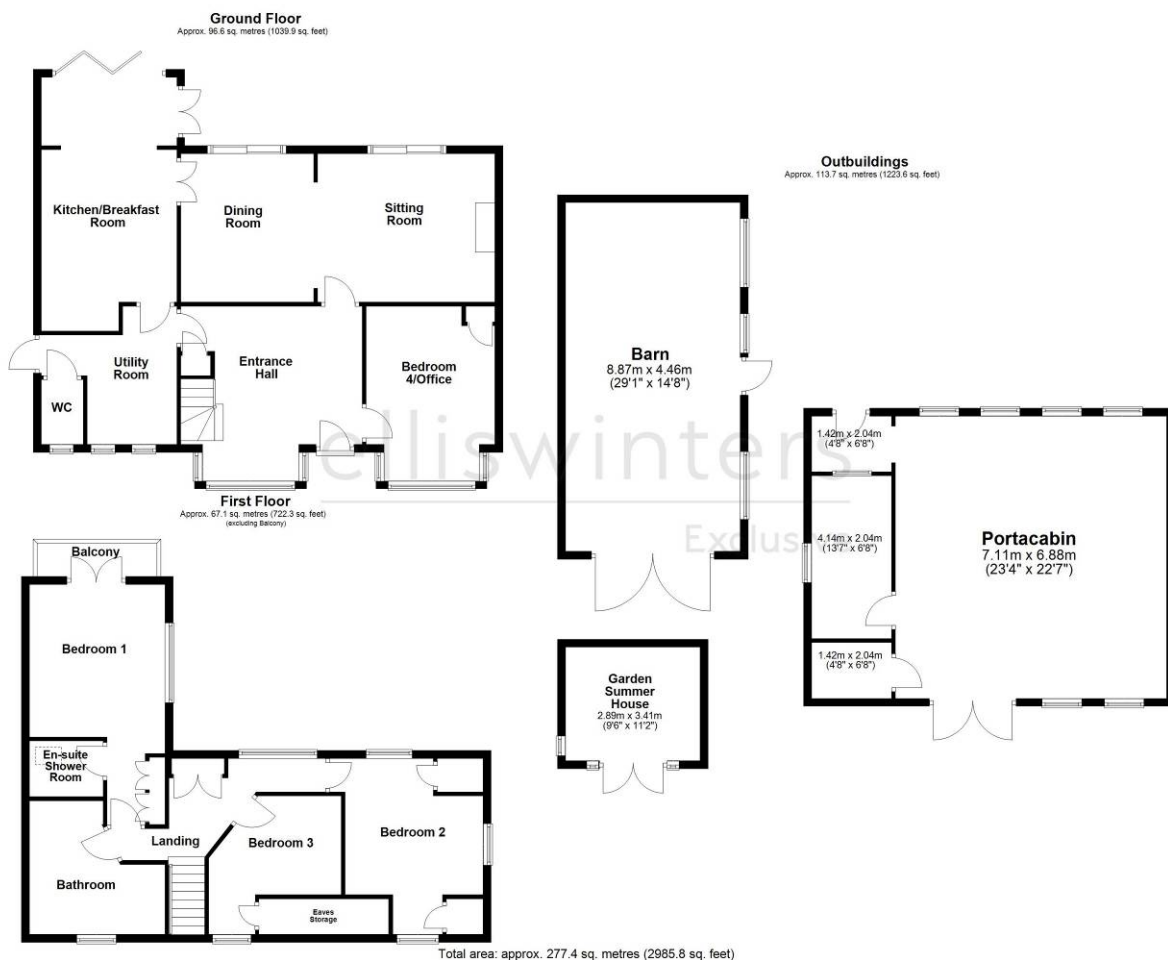 Ground Floor
Approx. 96.6 sq. metres (1039.9 sq. feet)
Kitchen/Breakfast
Room
Dining
Room
Sitting
Room
Utility
Room
WC
Entrance
Hall
Bedroom
4/Office
First Floor
Approx. 67.1 sq. metres (722.3 sq. feet)
(excluding Balcony)
Balcony
Bedroom 1
En-suite
Shower
Room
Landing
Bathroom
Bedroom 3
Bedroom 2
Eaves
Storage
Outbuildings
Approx. 113.7 sq. metres (1223.6 sq. feet)
Barn
8.87m x 4.46m
(29'1" x 14'8")
Garden
Summer
House
2.89m x 3.41m
(9'6" x 11'2")
1.42m x 2.04m
(4'8" x 6'8")
4.14m x 2.04m
(13'7" x 6'8")
1.42m x 2.04m
(4'8" x 6'8")
Portacabin
7.11m x 6.88m
(23'4" x 22'7")
elliswinters
Total area: approx. 277.4 sq. metres (2985.8 sq. feet)